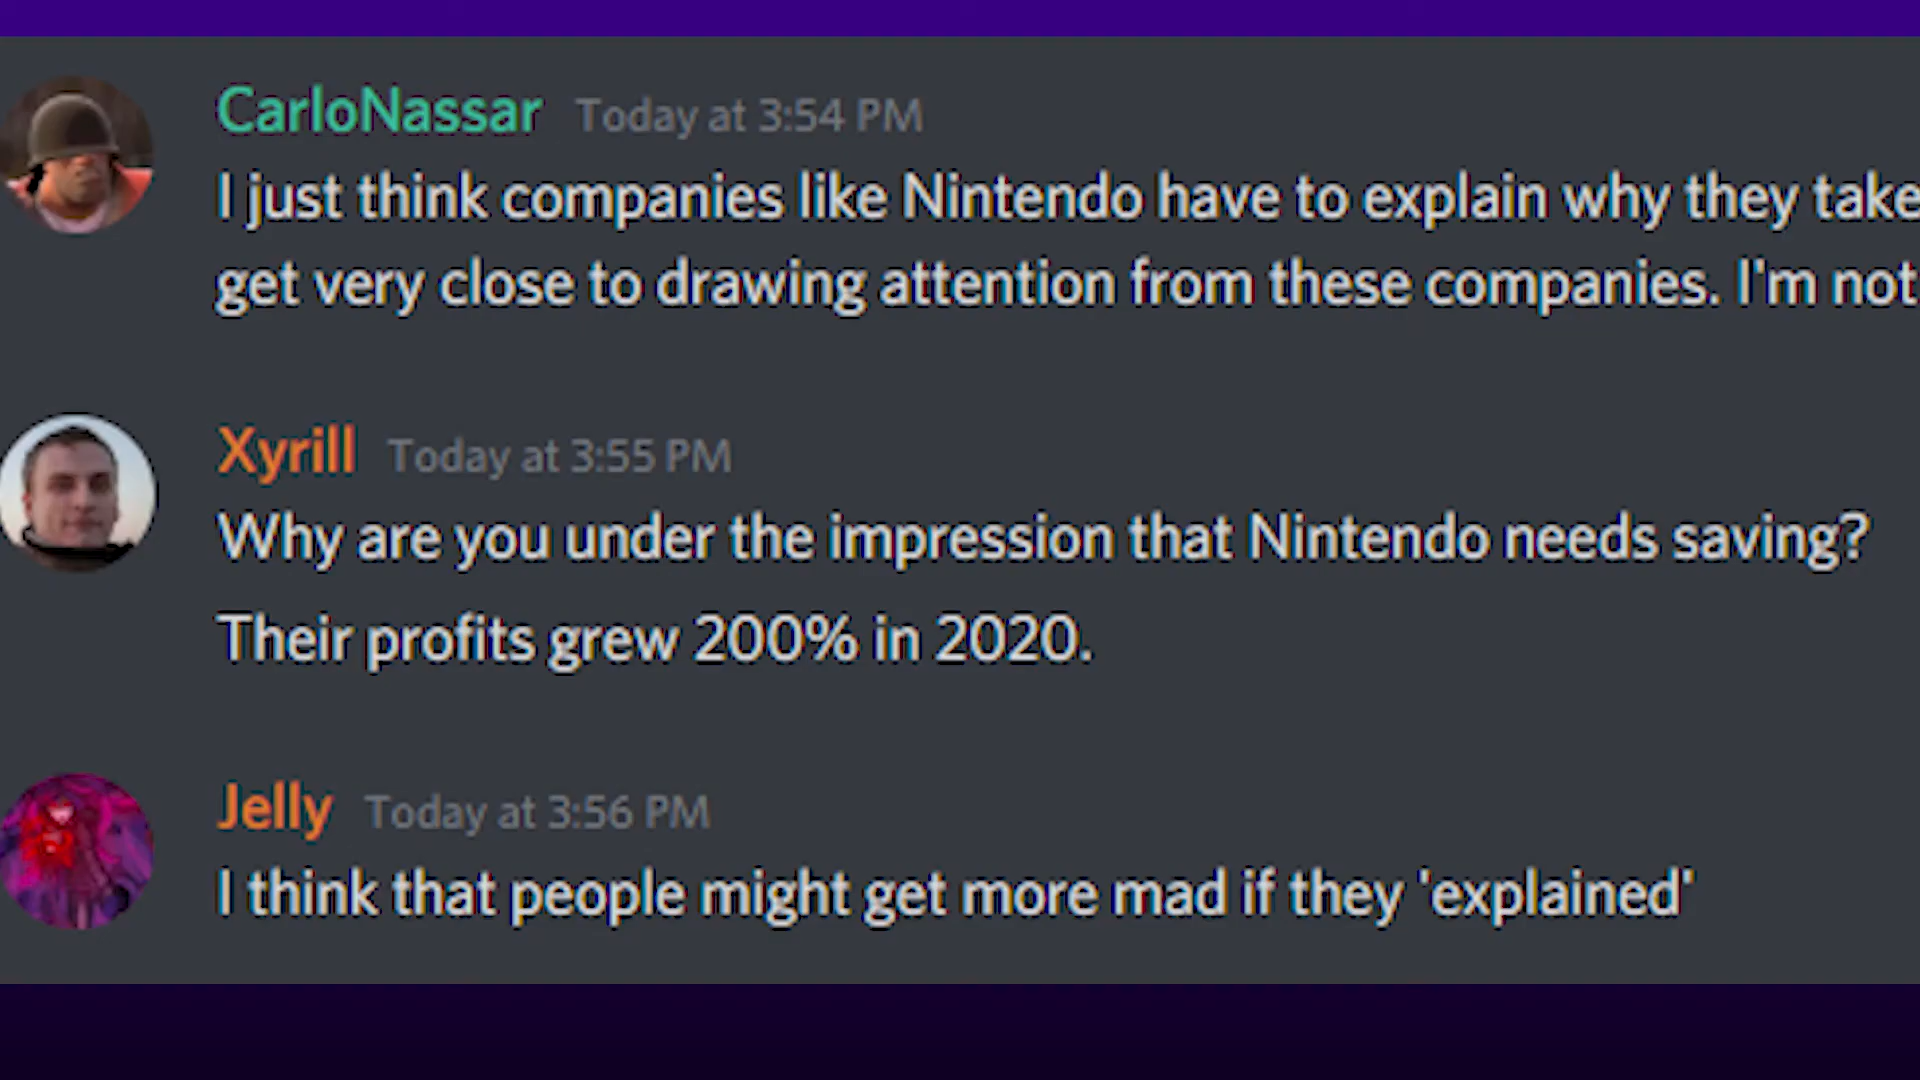 CarloNassar Today at 3:54 PM
I just think companies like Nintendo have to explain why they take
get very close to drawing attention from these companies. I'm not
Xyrill Today at 3:55 PM
Why are you under the impression that Nintendo needs saving?
Their profits grew 200% in 2020.
Jelly Today at 3:56 PM
I think that people might get more mad if they 'explained'